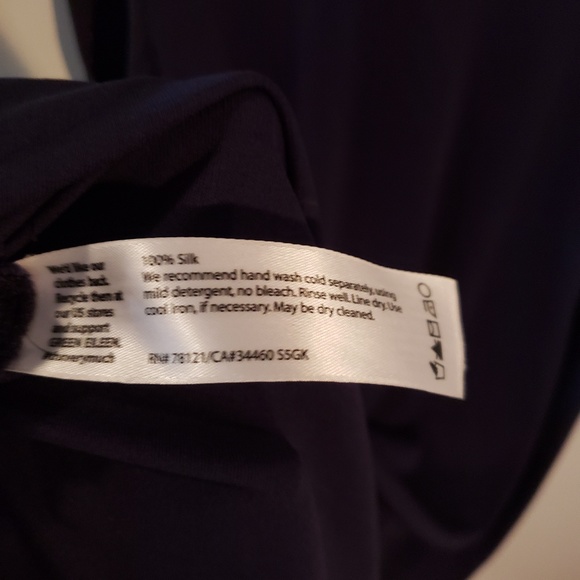 We'd like our
clothes back.
Recycle them at
our US stores
and support
GREEN EILEEN.
100% Silk
We recommend hand wash cold separately, using
mild detergent, no bleach. Rinse well. Line dry. Use
cool iron, if necessary. May be dry cleaned.
RN# 78121/CA#34460 S5GK